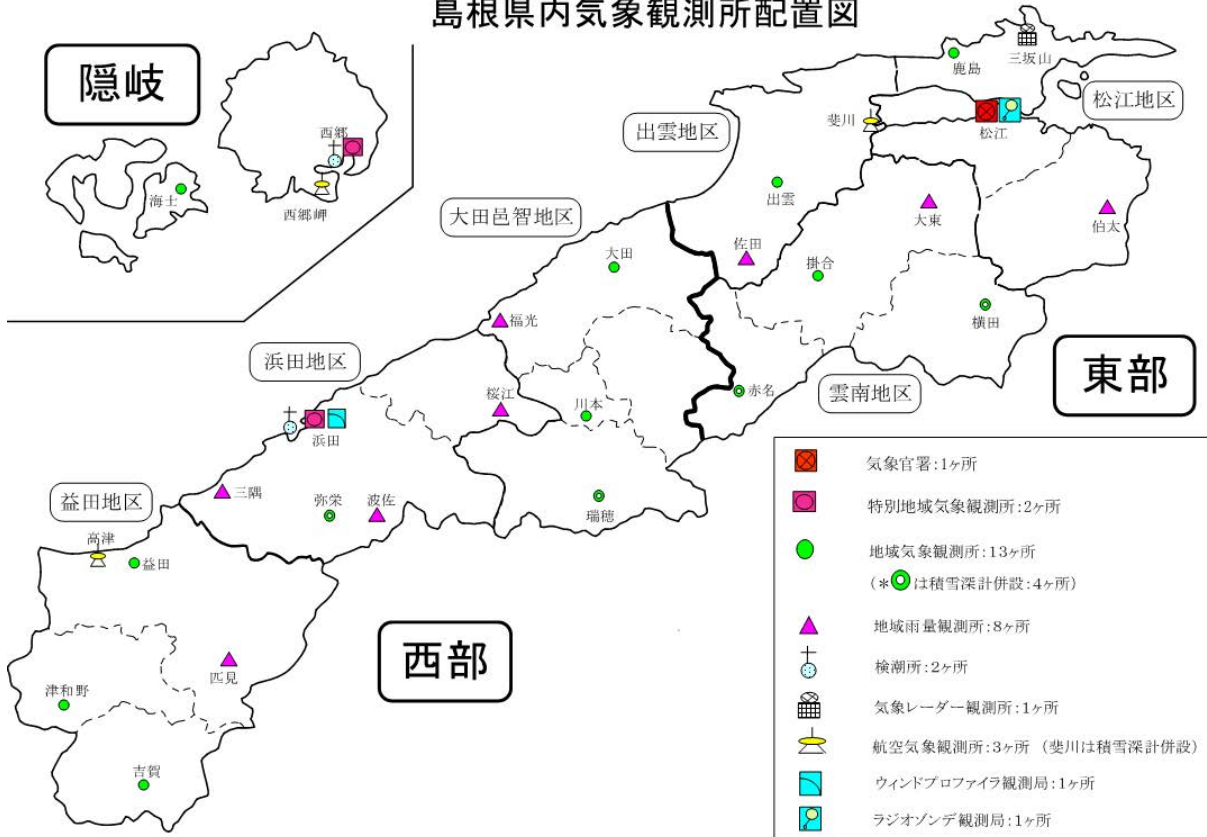 島根県内気象観測所配置図
隠岐
西郷
海士
西郷岬
鹿島
三坂山
松江地区
出雲地区
斐川
松江
出雲
大東
伯太
大田邑智地区
佐田
大田
掛合
横田
福光
東部
浜田地区
赤名
雲南地区
桜江
川本
浜田
三隅
弥栄
波佐
瑞穂
益田地区
高津
益田
西部
匹見
津和野
吉賀
気象官署:1ヶ所
特別地域気象観測所:2ヶ所
地域気象観測所:13ヶ所
(*は積雪深計併設:4ヶ所)
地域雨量観測所:8ヶ所
検潮所:2ヶ所
気象レーダー観測所:1ヶ所
航空気象観測所:3ヶ所 (斐川は積雪深計併設)
ウィンドプロファイラ観測局:1ヶ所
ラジオゾンデ観測局:1ヶ所